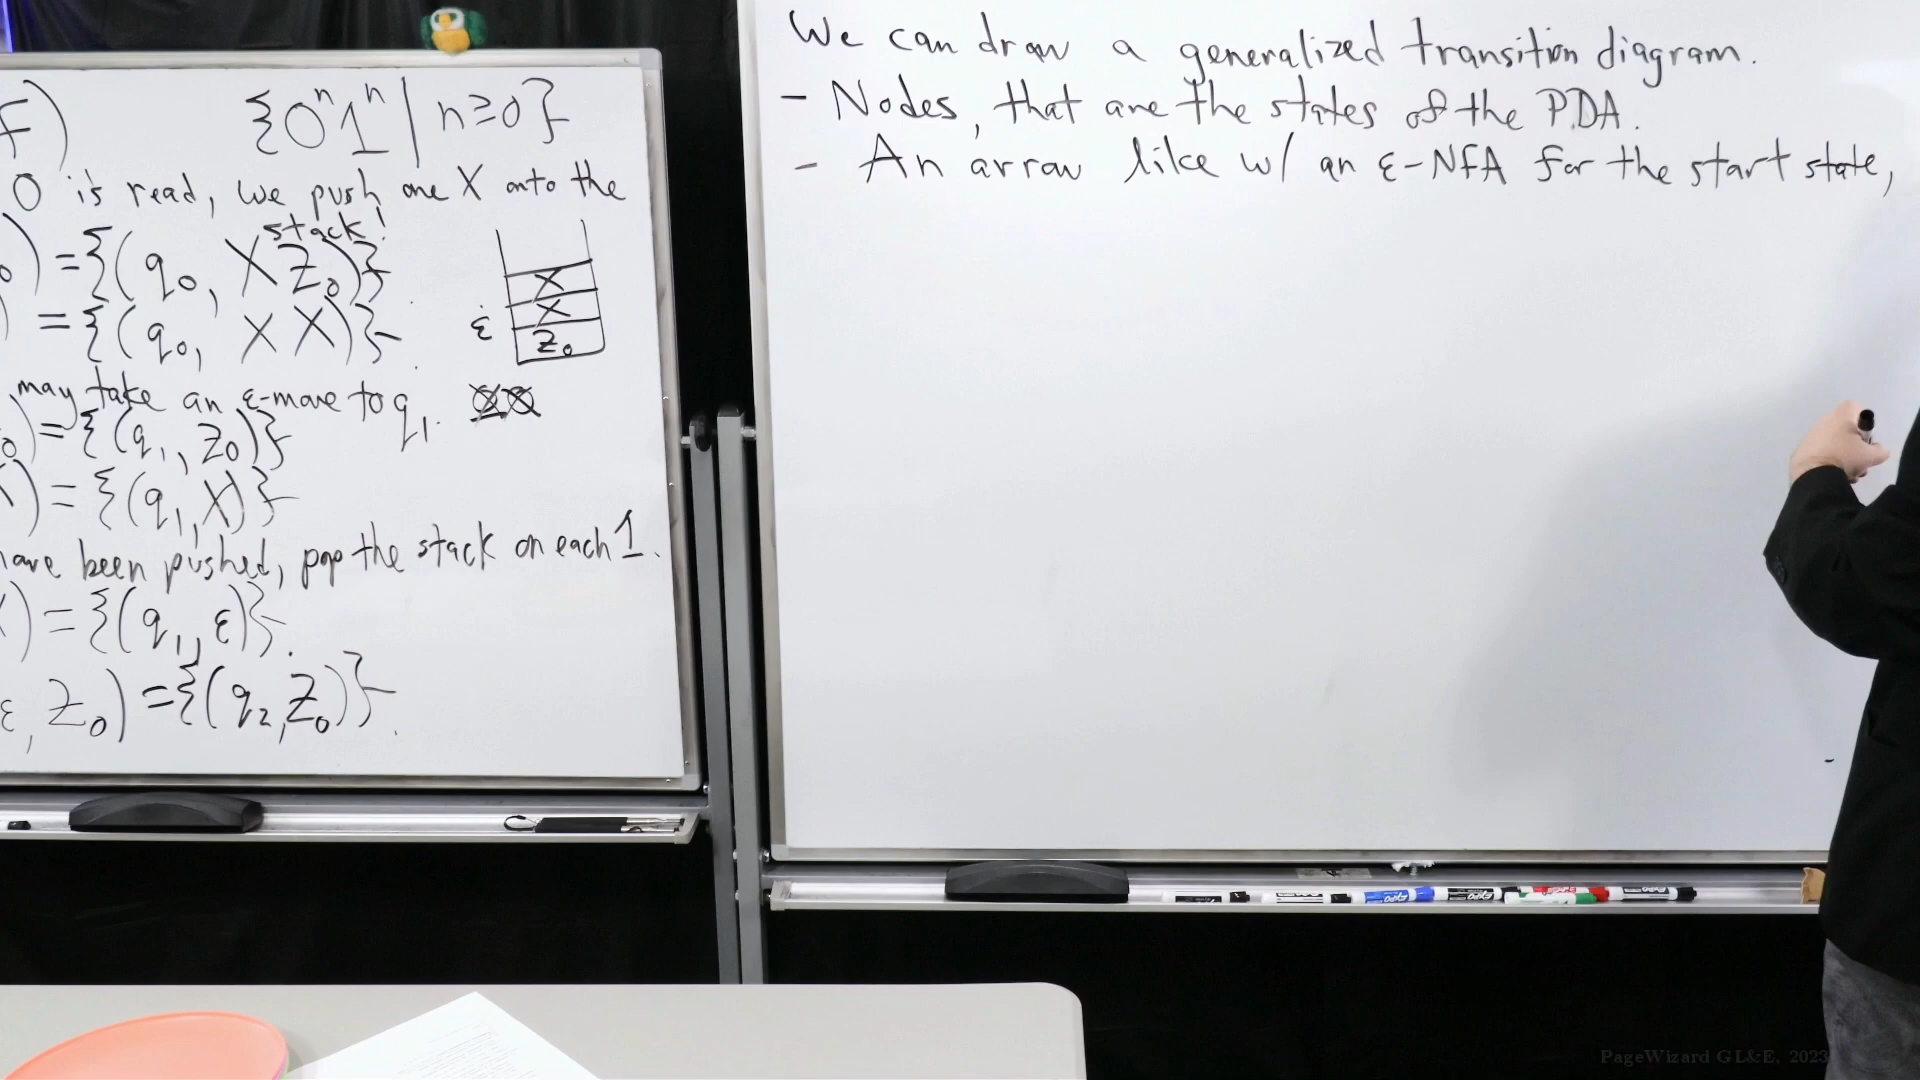 F) {0ⁿ1ⁿ | n≥0}
0 is read, we push one X onto the
stack!
) = {(q₀, XZ₀)}
) = {(q₀, XX)}.
X
X
ε Z₀
may take an ε-move to q₁.
₀) = {(q₁, Z₀)}
X) = {(q₁, X)}
have been pushed, pop the stack on each 1.
X) = {(q₁, ε)}.
ε, Z₀) = {(q₂, Z₀)}.
We can draw a generalized transition diagram.
- Nodes, that are the states of the PDA.
- An arrow like w/ an ε-NFA for the start state,
PageWizard GL&E, 2023